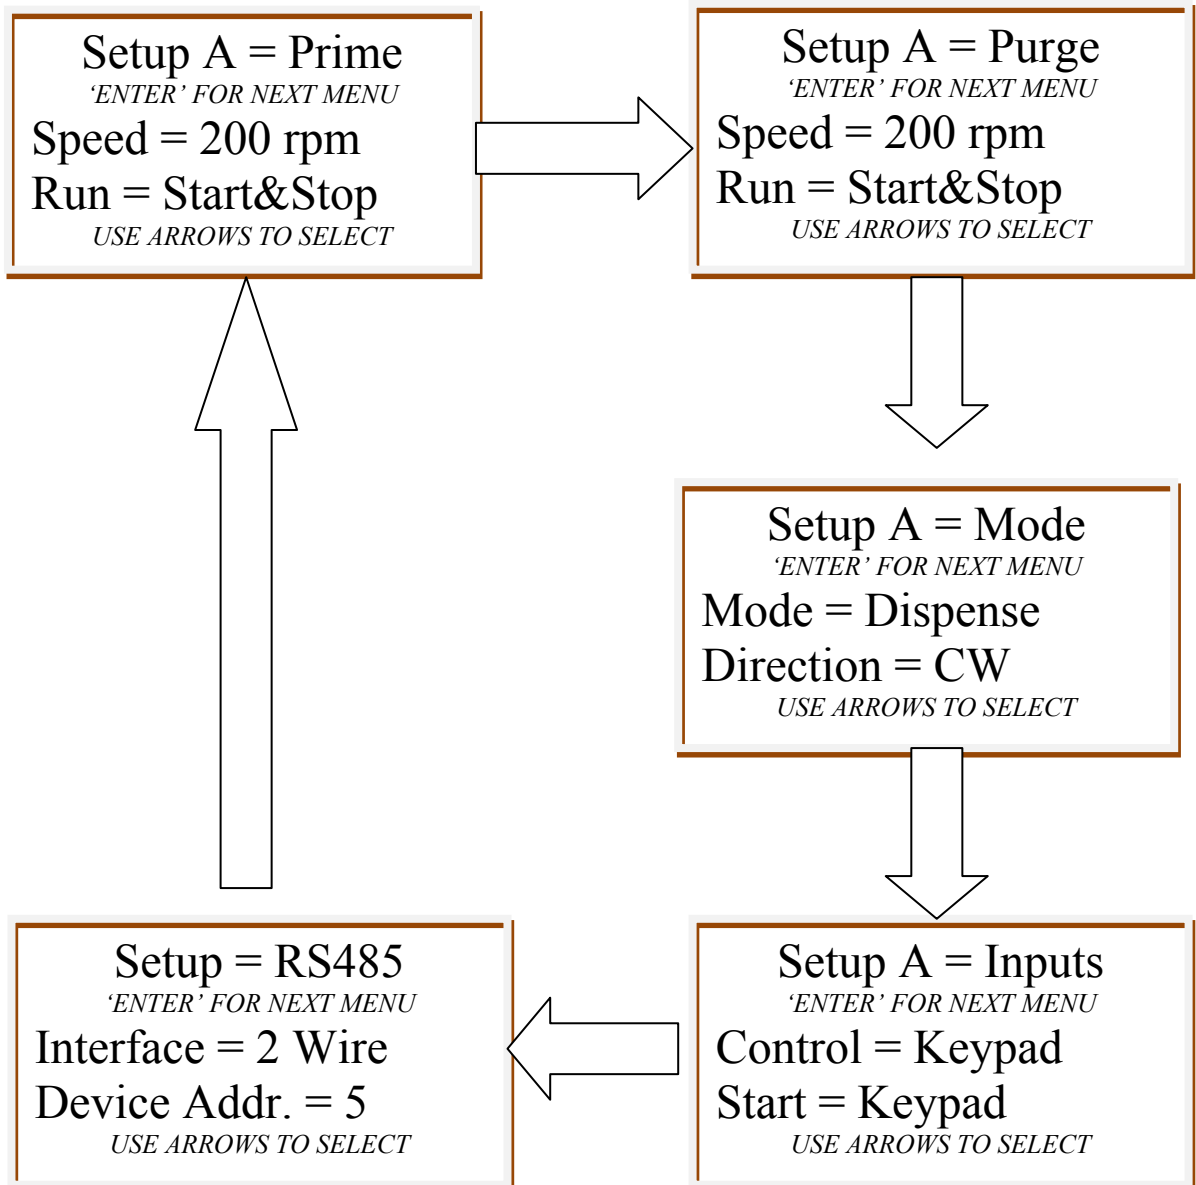 Setup A = Prime
‘ENTER’ FOR NEXT MENU
Speed = 200 rpm
Run = Start&Stop
USE ARROWS TO SELECT
Setup A = Purge
‘ENTER’ FOR NEXT MENU
Speed = 200 rpm
Run = Start&Stop
USE ARROWS TO SELECT
Setup A = Mode
‘ENTER’ FOR NEXT MENU
Mode = Dispense
Direction = CW
USE ARROWS TO SELECT
Setup = RS485
‘ENTER’ FOR NEXT MENU
Interface = 2 Wire
Device Addr. = 5
USE ARROWS TO SELECT
Setup A = Inputs
‘ENTER’ FOR NEXT MENU
Control = Keypad
Start = Keypad
USE ARROWS TO SELECT